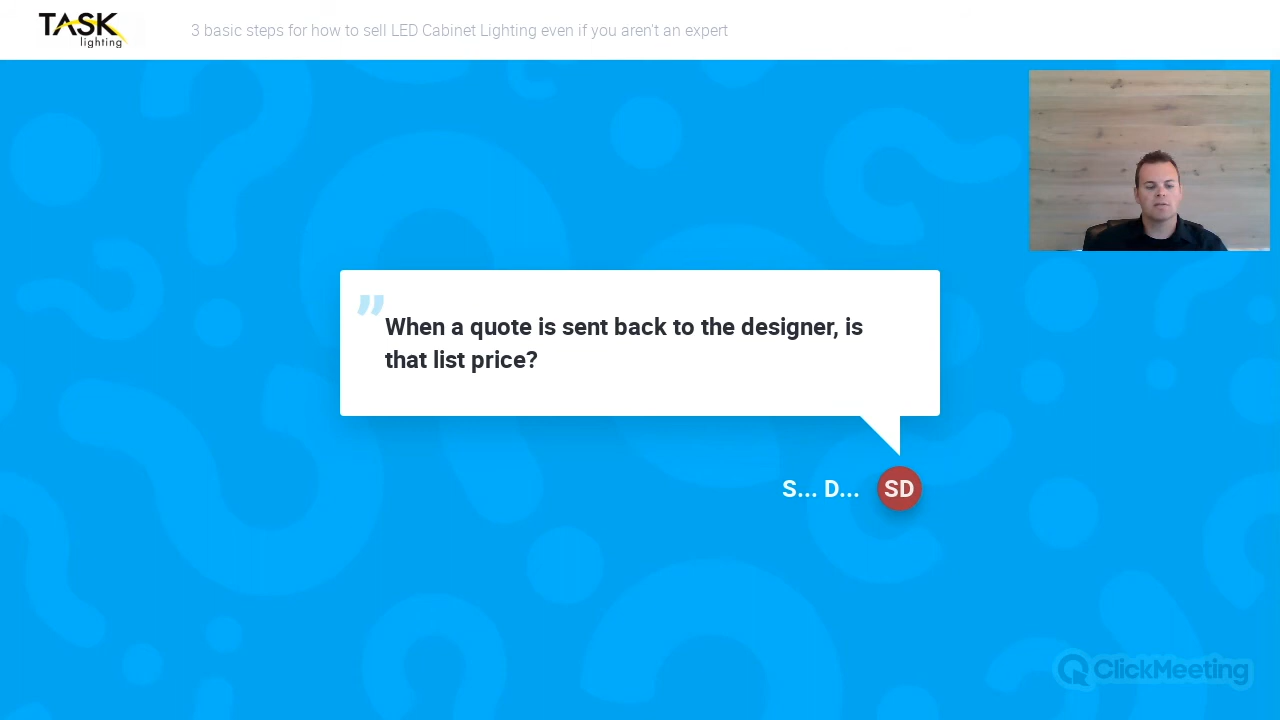 TASK
lighting
3 basic steps for how to sell LED Cabinet Lighting even if you aren't an expert
"
When a quote is sent back to the designer, is
that list price?
S... D...
SD
ClickMeeting